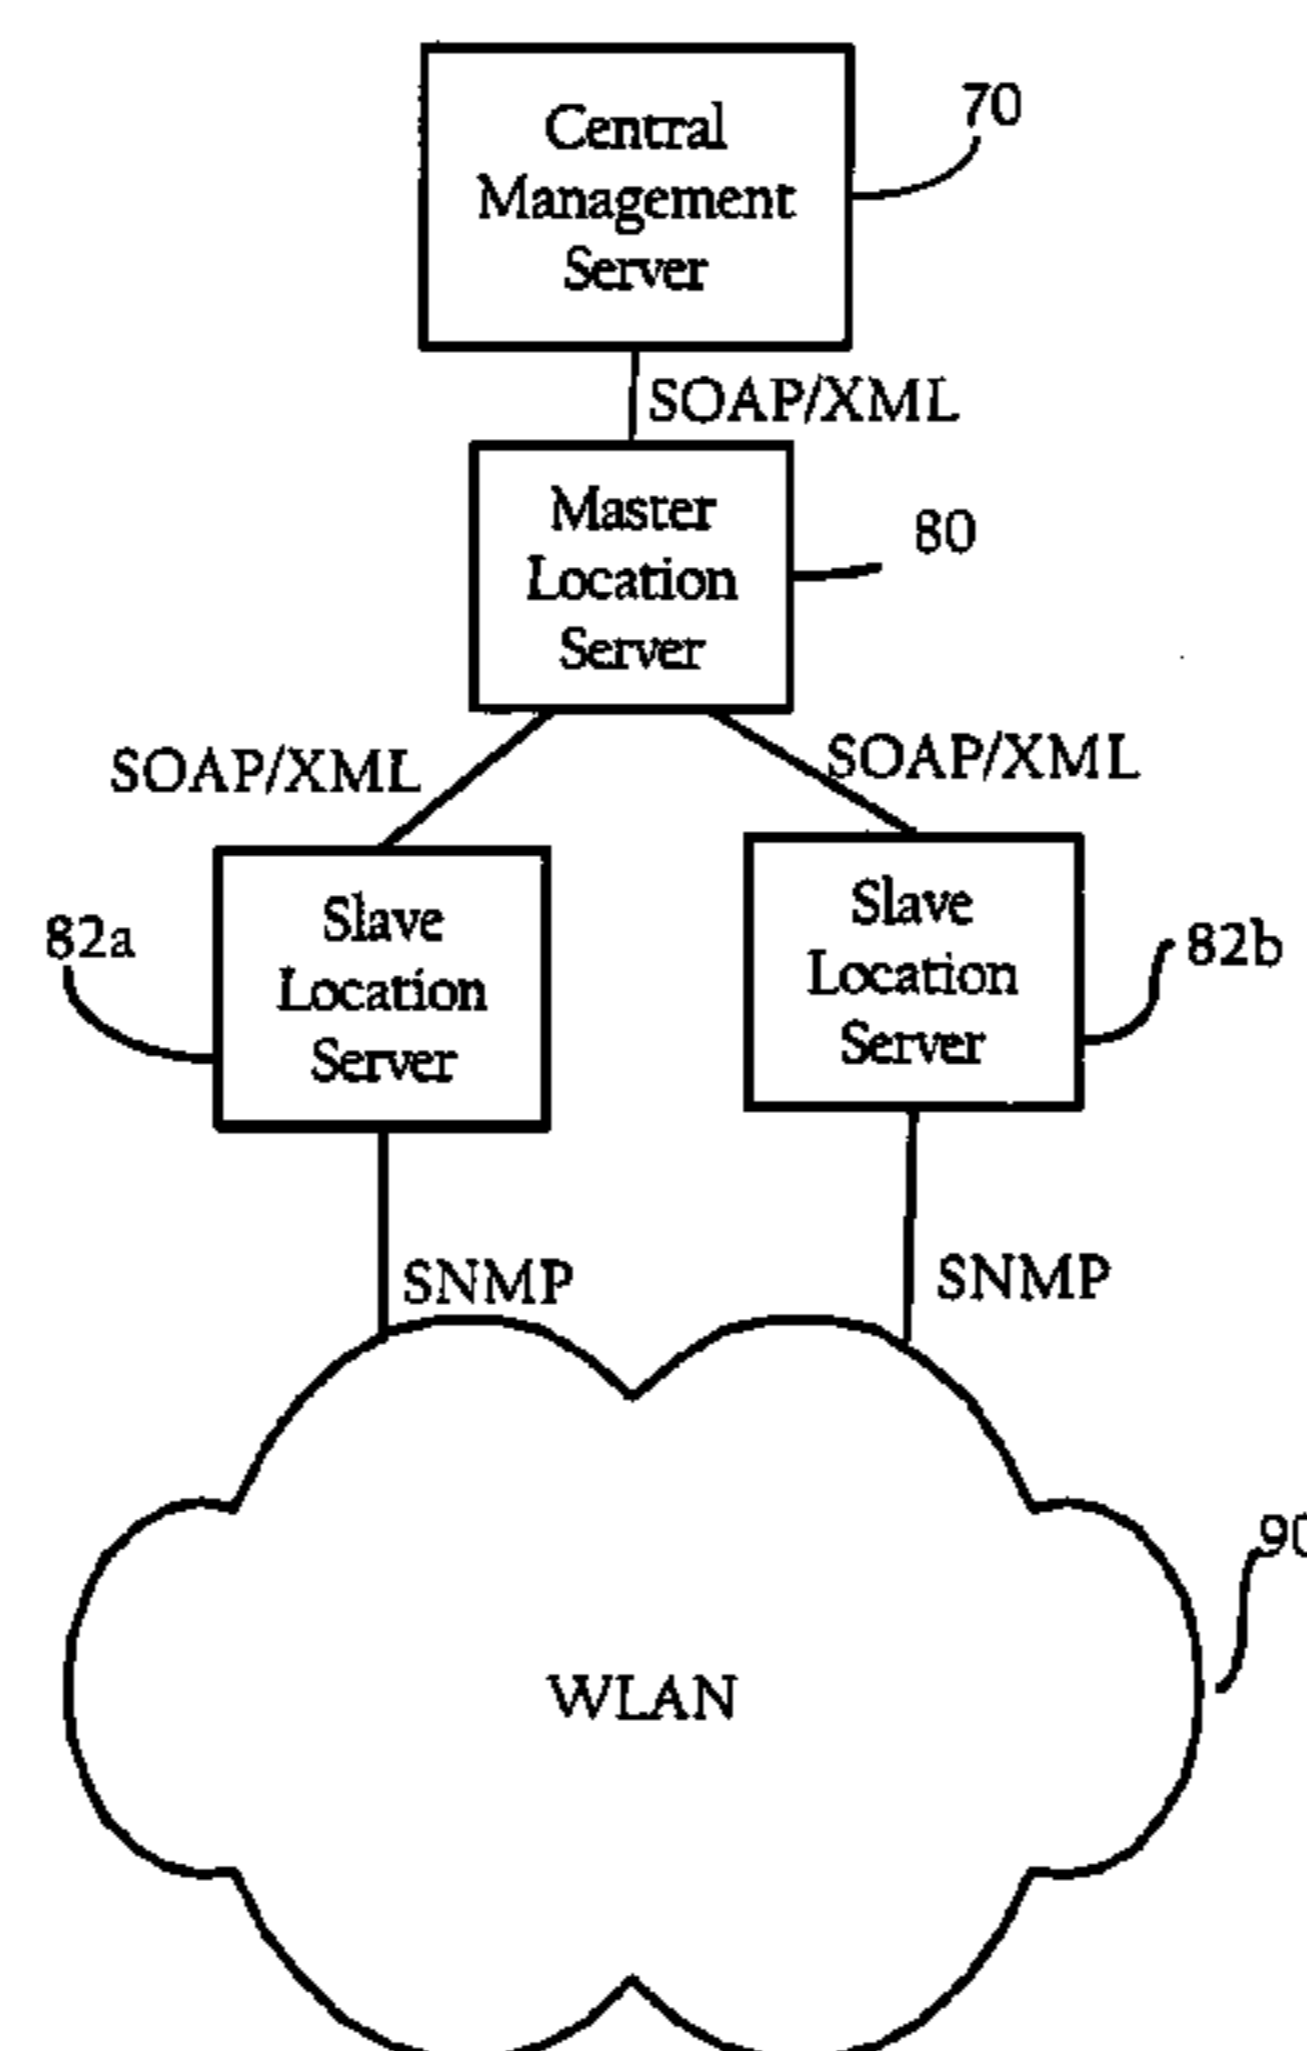 Central
Management
Server
70
SOAP/XML
Master
Location
Server
80
SOAP/XML
SOAP/XML
Slave
Location
Server
82a
Slave
Location
Server
82b
SNMP
SNMP
90
WLAN